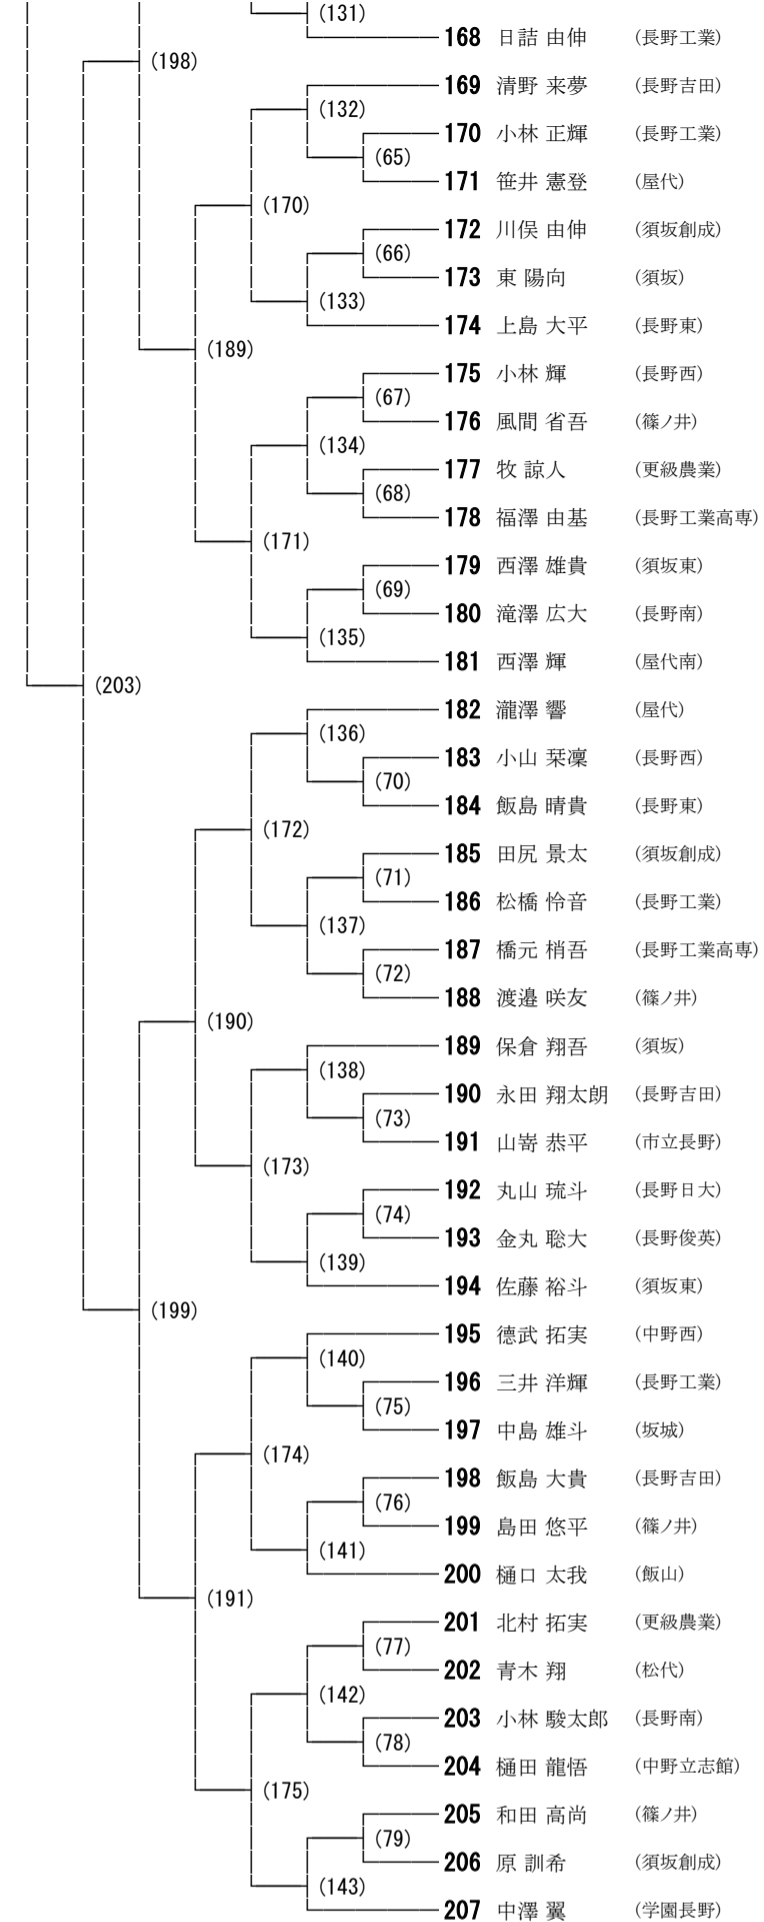 (131)
168 日詰 由伸 (長野工業)
(198)
169 清野 来夢 (長野吉田)
(132)
170 小林 正輝 (長野工業)
(65)
171 笹井 憲登 (屋代)
(170)
172 川俣 由伸 (須坂創成)
(66)
173 東 陽向 (須坂)
(133)
174 上島 大平 (長野東)
(189)
175 小林 輝 (長野西)
(67)
176 風間 省吾 (篠ノ井)
(134)
177 牧 諒人 (更級農業)
(68)
178 福澤 由基 (長野工業高専)
(171)
179 西澤 雄貴 (須坂東)
(69)
180 滝澤 広大 (長野南)
(135)
181 西澤 輝 (屋代南)
(203)
182 瀧澤 響 (屋代)
(136)
183 小山 栞凜 (長野西)
(70)
184 飯島 晴貴 (長野東)
(172)
185 田尻 景太 (須坂創成)
(71)
186 松橋 怜音 (長野工業)
(137)
187 橋元 梢吾 (長野工業高専)
(72)
188 渡邉 咲友 (篠ノ井)
(190)
189 保倉 翔吾 (須坂)
(138)
190 永田 翔太朗 (長野吉田)
(73)
191 山嵜 恭平 (市立長野)
(173)
192 丸山 琉斗 (長野日大)
(74)
193 金丸 聡大 (長野俊英)
(139)
194 佐藤 裕斗 (須坂東)
(199)
195 德武 拓実 (中野西)
(140)
196 三井 洋輝 (長野工業)
(75)
197 中島 雄斗 (坂城)
(174)
198 飯島 大貴 (長野吉田)
(76)
199 島田 悠平 (篠ノ井)
(141)
200 樋口 太我 (飯山)
(191)
201 北村 拓実 (更級農業)
(77)
202 青木 翔 (松代)
(142)
203 小林 駿太郎 (長野南)
(78)
204 樋田 龍悟 (中野立志館)
(175)
205 和田 高尚 (篠ノ井)
(79)
206 原 訓希 (須坂創成)
(143)
207 中澤 翼 (学園長野)